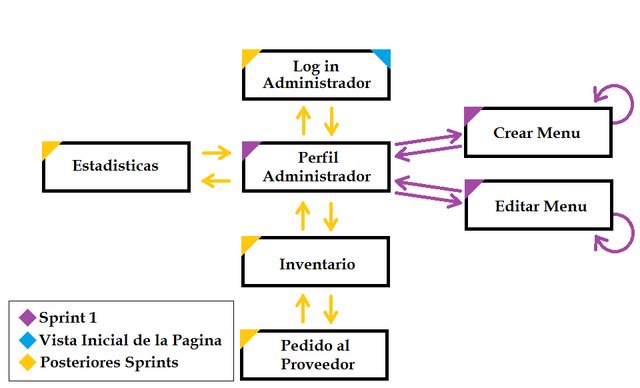 Log in
Administrador
Crear Menu
Estadisticas
Perfil
Administrador
Editar Menu
Inventario
Sprint 1
Vista Inicial de la Pagina
Posteriores Sprints
Pedido al
Proveedor